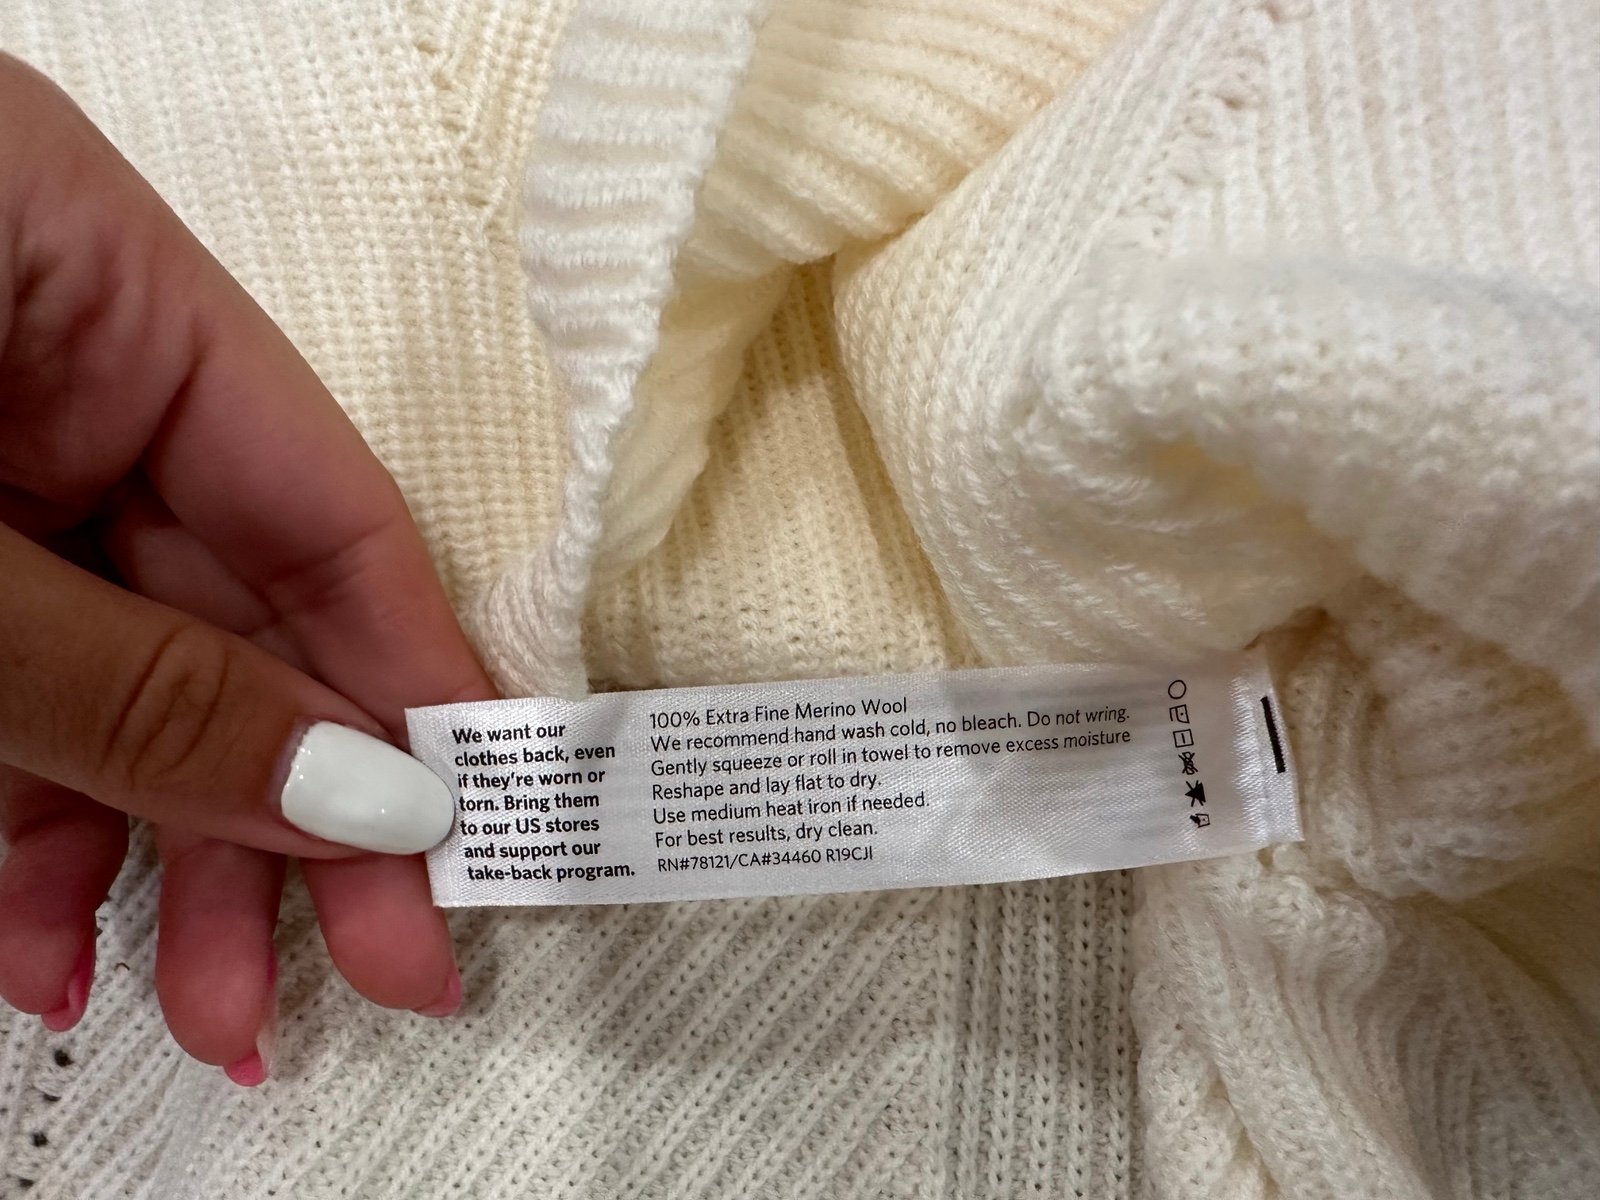 We want our
clothes back, even
if they're worn or
torn. Bring them
to our US stores
and support our
take-back program.
100% Extra Fine Merino Wool
We recommend hand wash cold, no bleach. Do not wring.
Gently squeeze or roll in towel to remove excess moisture
Reshape and lay flat to dry.
Use medium heat iron if needed.
For best results, dry clean.
RN#78121/CA#34460 R19CJI